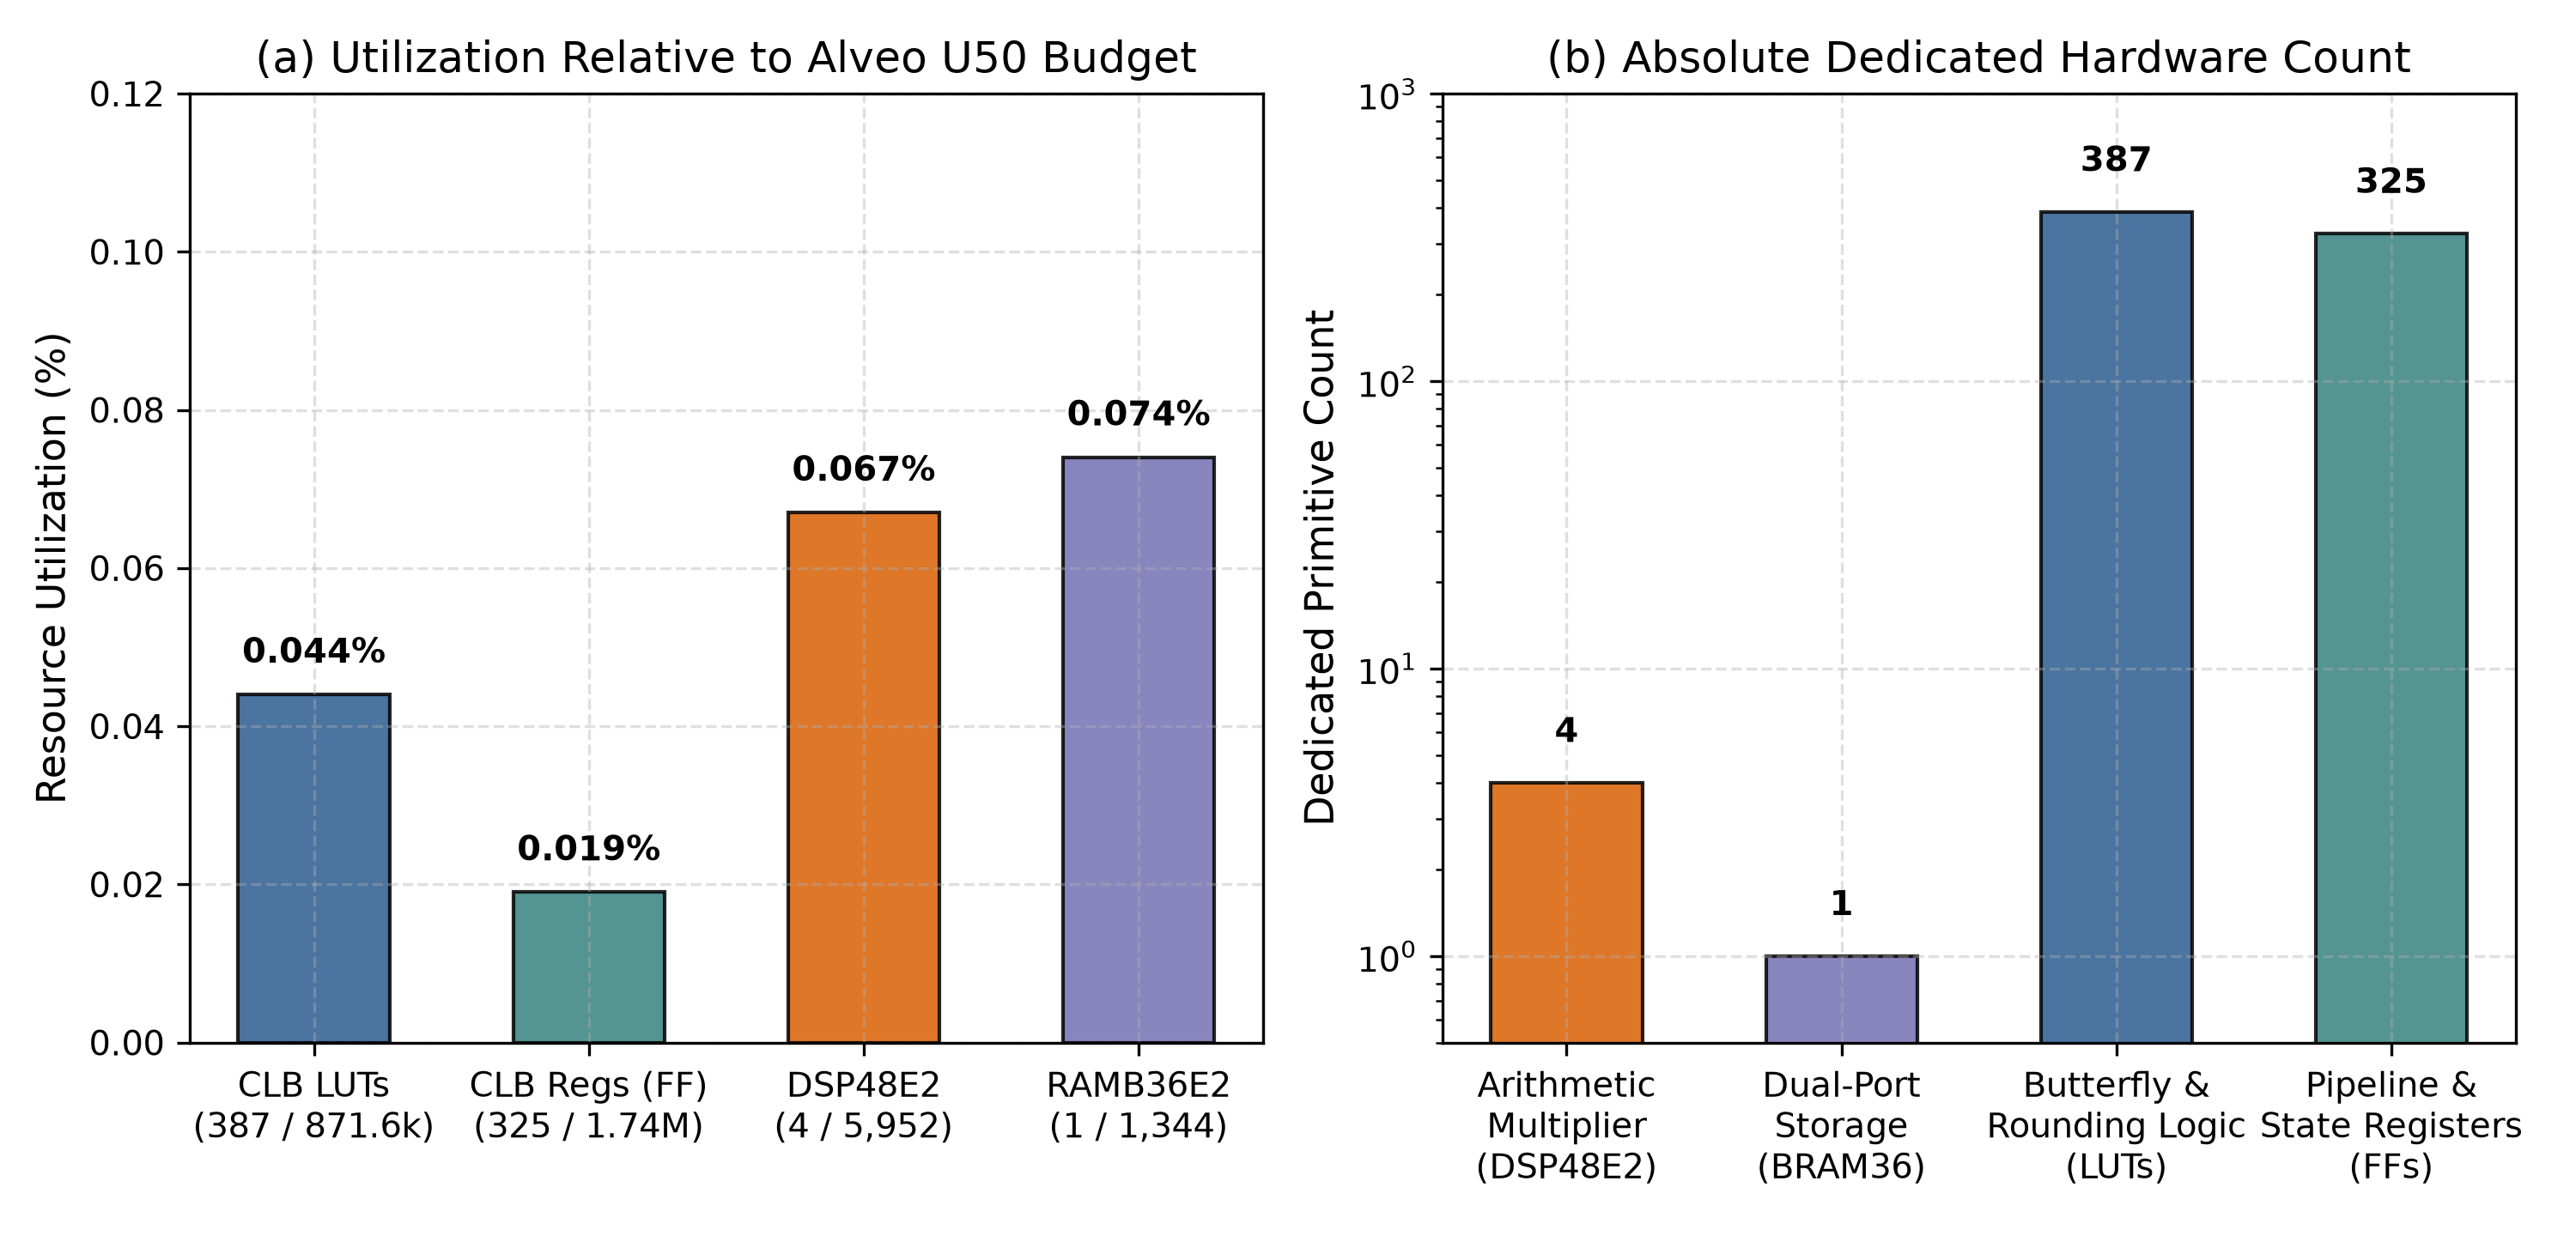 (a) Utilization Relative to Alveo U50 Budget
Resource Utilization (%)
0.12
0.10
0.08
0.06
0.04
0.02
0.00
0.044%
0.019%
0.067%
0.074%
CLB LUTs
(387 / 871.6k)
CLB Regs (FF)
(325 / 1.74M)
DSP48E2
(4 / 5,952)
RAMB36E2
(1 / 1,344)
(b) Absolute Dedicated Hardware Count
Dedicated Primitive Count
10³
10²
10¹
10⁰
4
1
387
325
Arithmetic
Multiplier
(DSP48E2)
Dual-Port
Storage
(BRAM36)
Butterfly &
Rounding Logic
(LUTs)
Pipeline &
State Registers
(FFs)